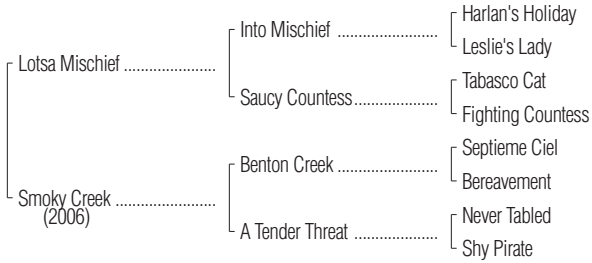 Harlan's Holiday
Into Mischief ..................
Leslie's Lady
Lotsa Mischief ...................
Tabasco Cat
Saucy Countess.................
Fighting Countess
Septieme Ciel
Benton Creek ....................
Bereavement
Smoky Creek ....................
(2006)
Never Tabled
A Tender Threat .................
Shy Pirate